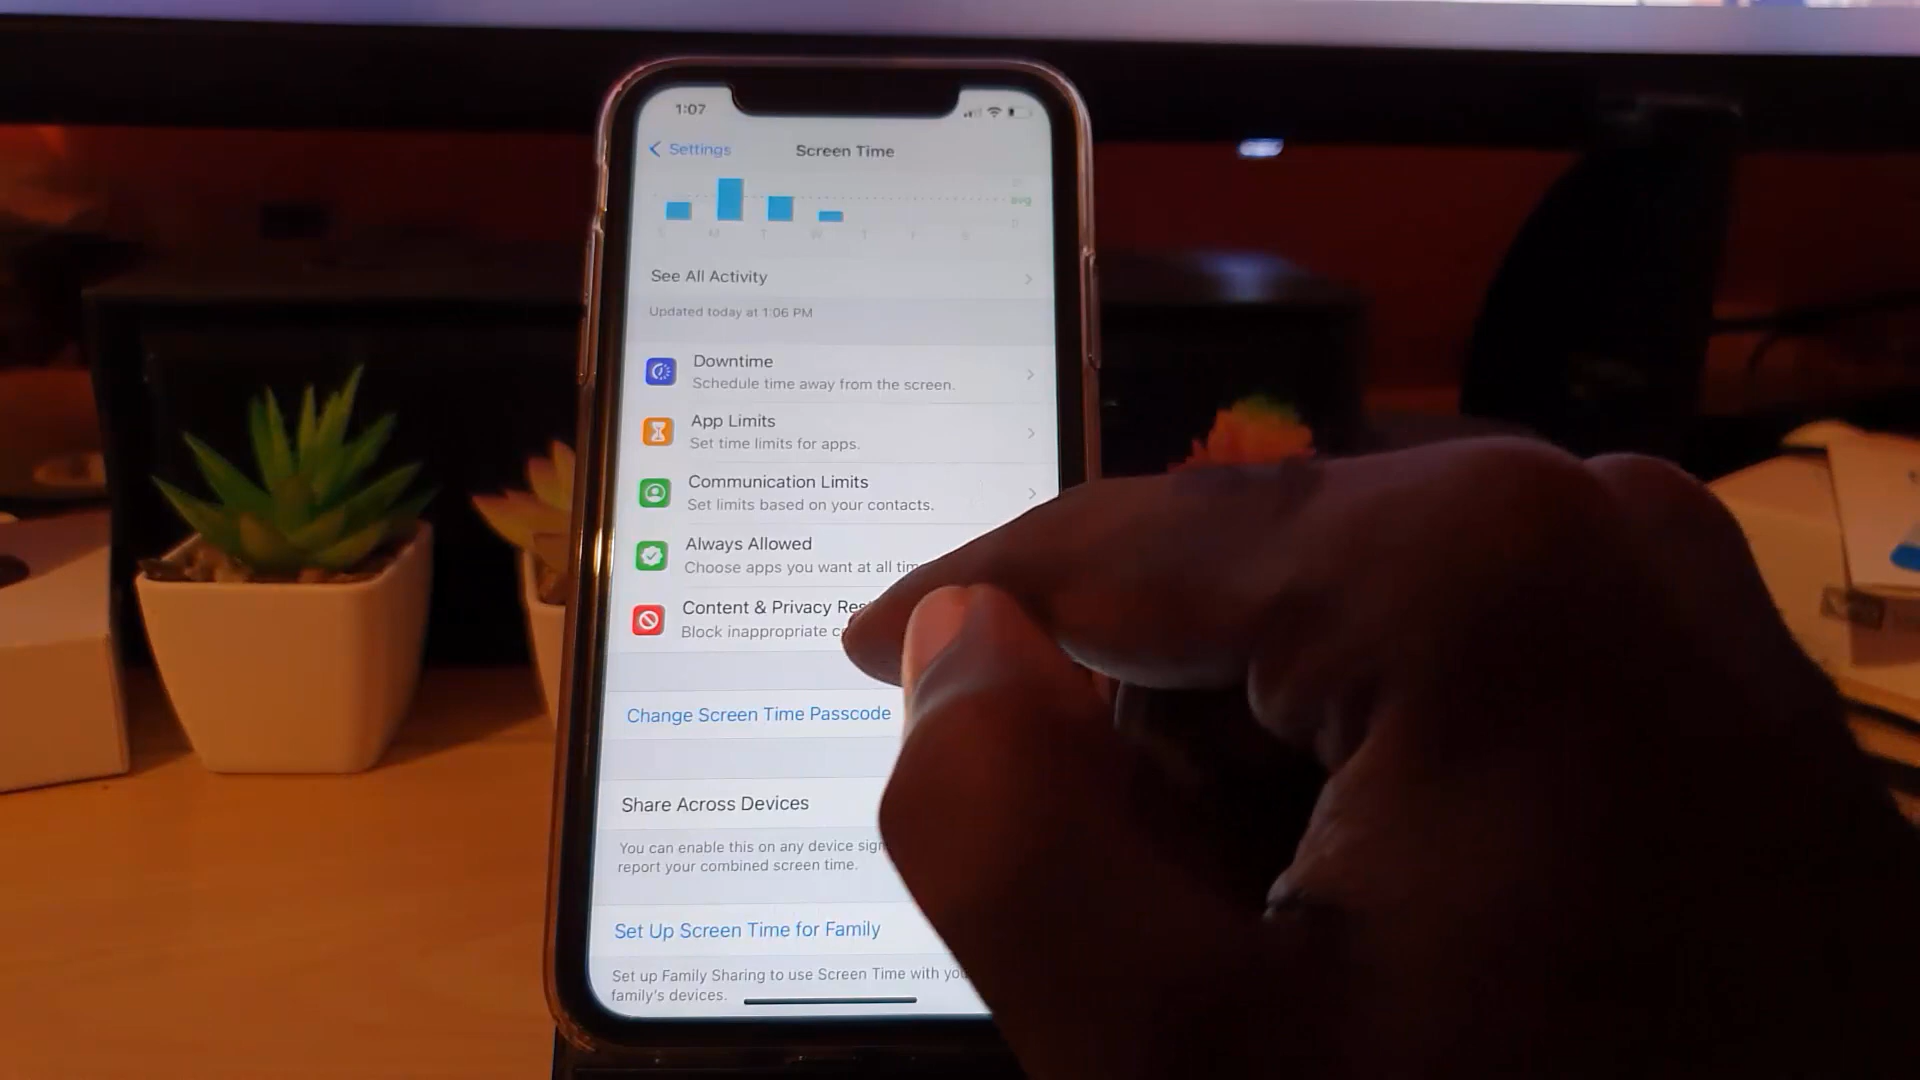 1:07
Settings
Screen Time
avg
0
S M T W T F S
See All Activity
Updated today at 1:06 PM
Downtime
Schedule time away from the screen.
App Limits
Set time limits for apps.
Communication Limits
Set limits based on your contacts.
Always Allowed
Choose apps you want at all
Content & Privacy
Block inappropriate
Change Screen Time Passcode
Share Across Devices
You can enable this on any device
report your combined screen time.
Set Up Screen Time for Family
Set up Family Sharing to use Screen Time with
family's devices.